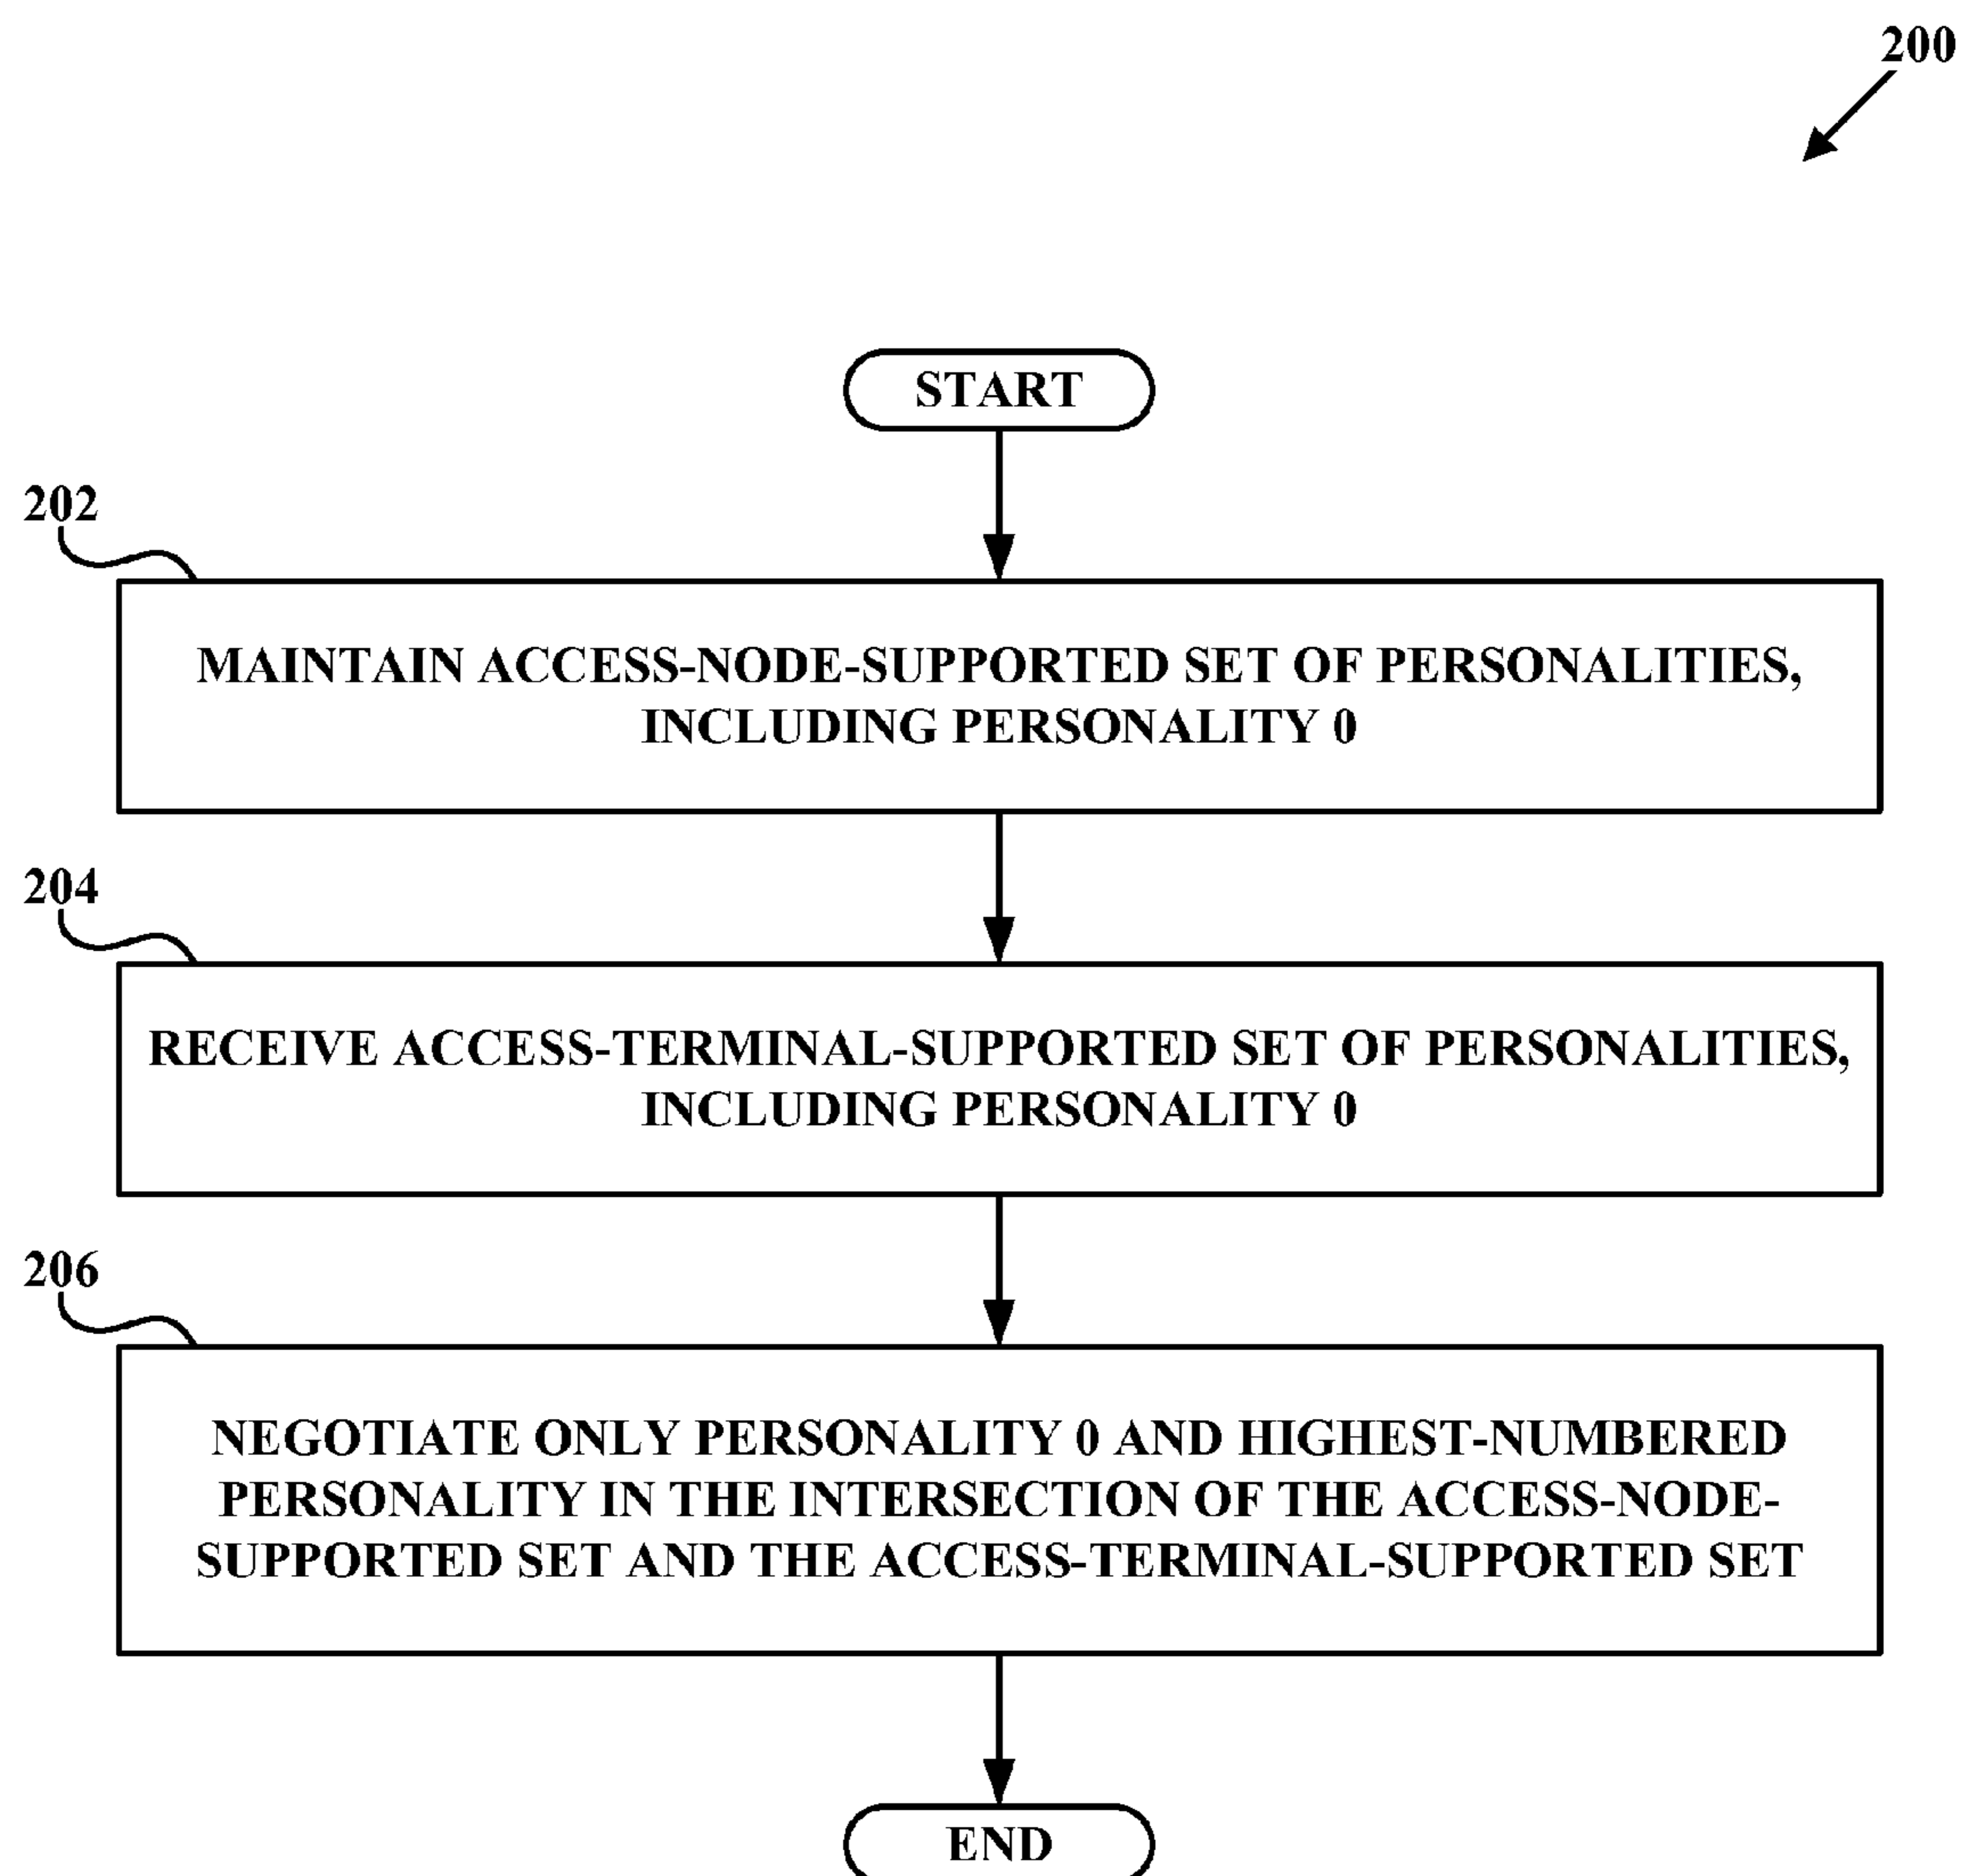 200
START
202
MAINTAIN ACCESS-NODE-SUPPORTED SET OF PERSONALITIES,
INCLUDING PERSONALITY 0
204
RECEIVE ACCESS-TERMINAL-SUPPORTED SET OF PERSONALITIES,
INCLUDING PERSONALITY 0
206
NEGOTIATE ONLY PERSONALITY 0 AND HIGHEST-NUMBERED
PERSONALITY IN THE INTERSECTION OF THE ACCESS-NODE-
SUPPORTED SET AND THE ACCESS-TERMINAL-SUPPORTED SET
END